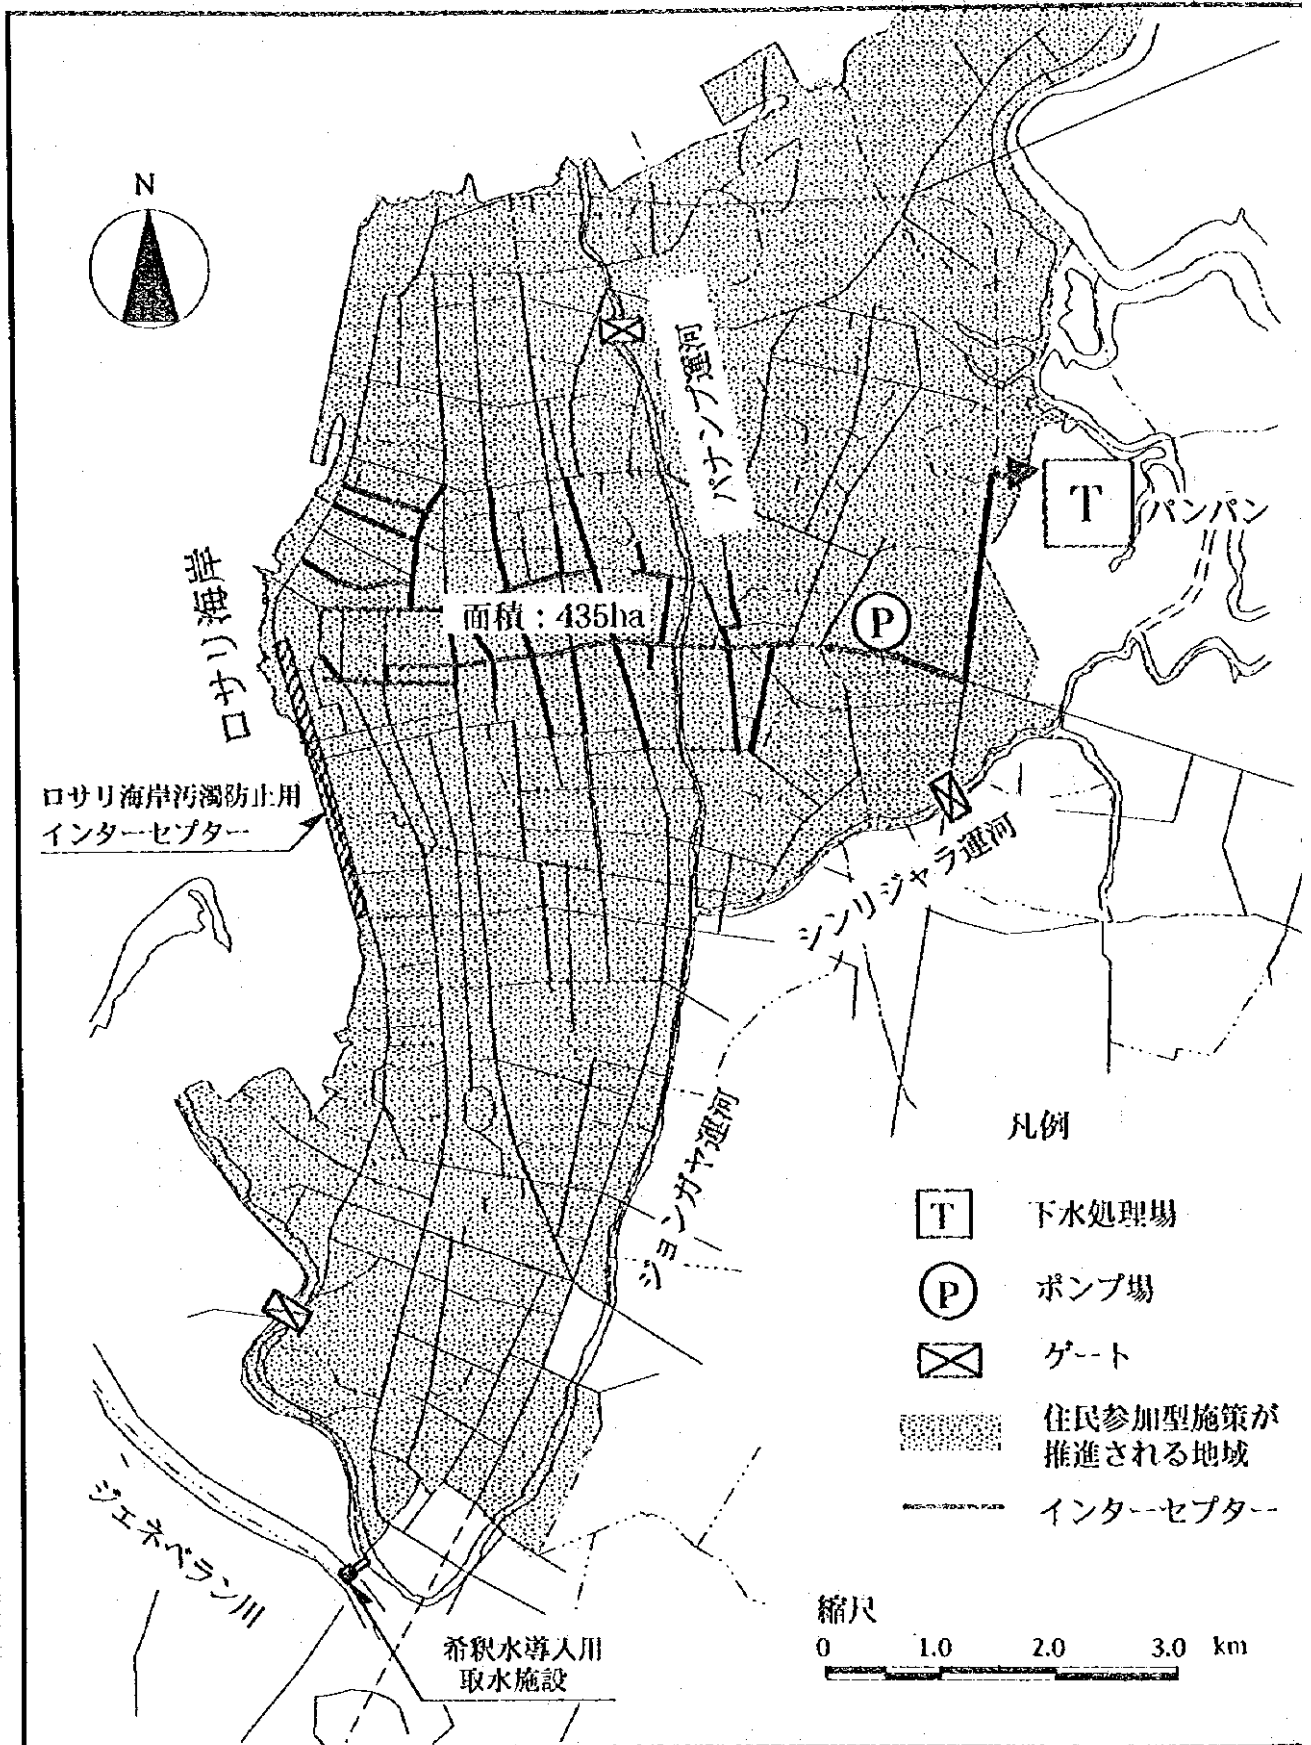 N
パナンプ運河
T
パンパン
P
面積：435ha
ロサリ海岸
ロサリ海岸汚濁防止用
インターセプター
シンリジャラ運河
ジョンガヤ運河
凡例
T
下水処理場
P
ポンプ場
ゲート
住民参加型施策が
推進される地域
インターセプター
ジェネベラン川
希釈水導入用
取水施設
縮尺
0 1.0 2.0 3.0 km